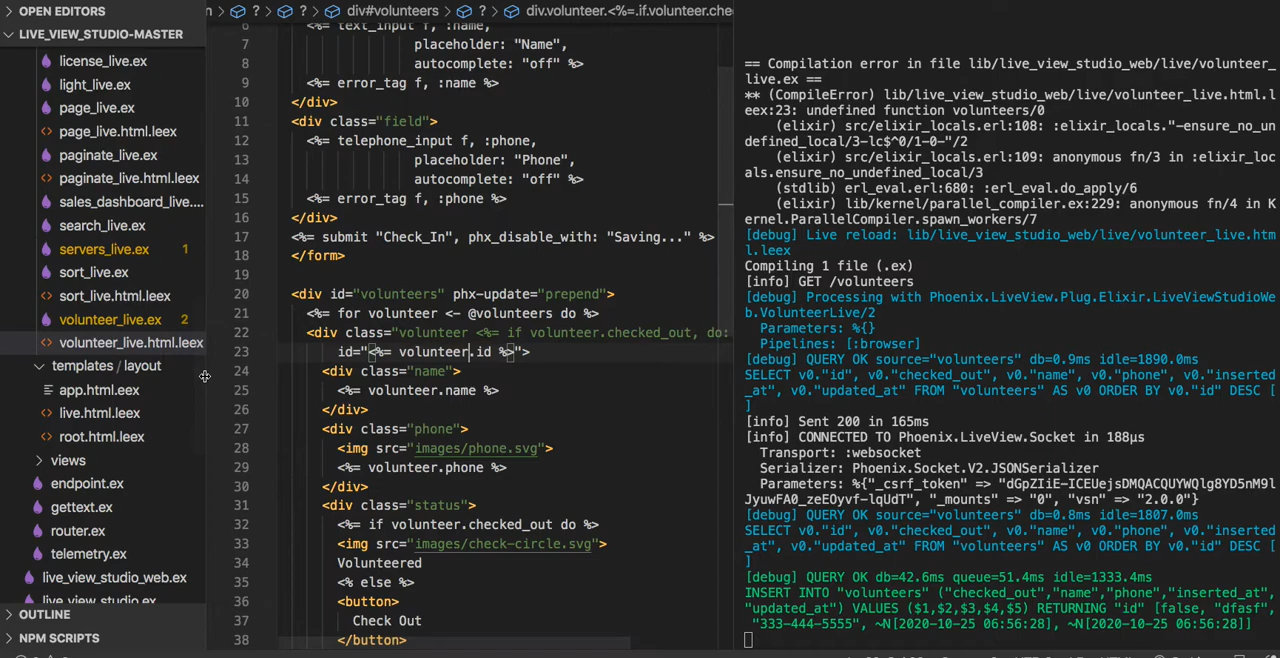 OPEN EDITORS
LIVE_VIEW_STUDIO-MASTER
license_live.ex
light_live.ex
page_live.ex
page_live.html.leex
paginate_live.ex
paginate_live.html.leex
sales_dashboard_live....
search_live.ex
servers_live.ex 1
sort_live.ex
sort_live.html.leex
volunteer_live.ex 2
volunteer_live.html.leex
templates / layout
app.html.eex
live.html.leex
root.html.leex
views
endpoint.ex
gettext.ex
router.ex
telemetry.ex
live_view_studio_web.ex
live_view_studio.ex
OUTLINE
NPM SCRIPTS
n › ? › ? › div#volunteers › ? › div.volunteer.<%=.if.volunteer.che
6 <%= text_input f, :name,
7 placeholder: "Name",
8 autocomplete: "off" %>
9 <%= error_tag f, :name %>
10 </div>
11 <div class="field">
12 <%= telephone_input f, :phone,
13 placeholder: "Phone",
14 autocomplete: "off" %>
15 <%= error_tag f, :phone %>
16 </div>
17 <%= submit "Check_In", phx_disable_with: "Saving..." %>
18 </form>
19
20 <div id="volunteers" phx-update="prepend">
21 <%= for volunteer <- @volunteers do %>
22 <div class="volunteer <%= if volunteer.checked_out, do:
23 id="<%= volunteer.id %>">
24 <div class="name">
25 <%= volunteer.name %>
26 </div>
27 <div class="phone">
28 <img src="images/phone.svg">
29 <%= volunteer.phone %>
30 </div>
31 <div class="status">
32 <%= if volunteer.checked_out do %>
33 <img src="images/check-circle.svg">
34 Volunteered
35 <% else %>
36 <button>
37 Check Out
38 </button>
== Compilation error in file lib/live_view_studio_web/live/volunteer_
live.ex ==
** (CompileError) lib/live_view_studio_web/live/volunteer_live.html.l
eex:23: undefined function volunteers/0
(elixir) src/elixir_locals.erl:108: :elixir_locals."-ensure_no_un
defined_local/3-lc$^0/1-0-"/2
(elixir) src/elixir_locals.erl:109: anonymous fn/3 in :elixir_loc
als.ensure_no_undefined_local/3
(stdlib) erl_eval.erl:680: :erl_eval.do_apply/6
(elixir) lib/kernel/parallel_compiler.ex:229: anonymous fn/4 in K
ernel.ParallelCompiler.spawn_workers/7
[debug] Live reload: lib/live_view_studio_web/live/volunteer_live.htm
l.leex
Compiling 1 file (.ex)
[info] GET /volunteers
[debug] Processing with Phoenix.LiveView.Plug.Elixir.LiveViewStudioWe
b.VolunteerLive/2
Parameters: %{}
Pipelines: [:browser]
[debug] QUERY OK source="volunteers" db=0.9ms idle=1890.0ms
SELECT v0."id", v0."checked_out", v0."name", v0."phone", v0."inserted
_at", v0."updated_at" FROM "volunteers" AS v0 ORDER BY v0."id" DESC [
]
[info] Sent 200 in 165ms
[info] CONNECTED TO Phoenix.LiveView.Socket in 188µs
Transport: :websocket
Serializer: Phoenix.Socket.V2.JSONSerializer
Parameters: %{"_csrf_token" => "dGpZIiE-ICEUejsDMQACQUYWQlg8YD5nM9l
JyuwFA0_zeEOyvf-lqUdT", "_mounts" => "0", "vsn" => "2.0.0"}
[debug] QUERY OK source="volunteers" db=0.8ms idle=1807.0ms
SELECT v0."id", v0."checked_out", v0."name", v0."phone", v0."inserted
_at", v0."updated_at" FROM "volunteers" AS v0 ORDER BY v0."id" DESC [
]
[debug] QUERY OK db=42.6ms queue=51.4ms idle=1333.4ms
INSERT INTO "volunteers" ("checked_out","name","phone","inserted_at",
"updated_at") VALUES ($1,$2,$3,$4,$5) RETURNING "id" [false, "dfasf",
"333-444-5555", ~N[2020-10-25 06:56:28], ~N[2020-10-25 06:56:28]]